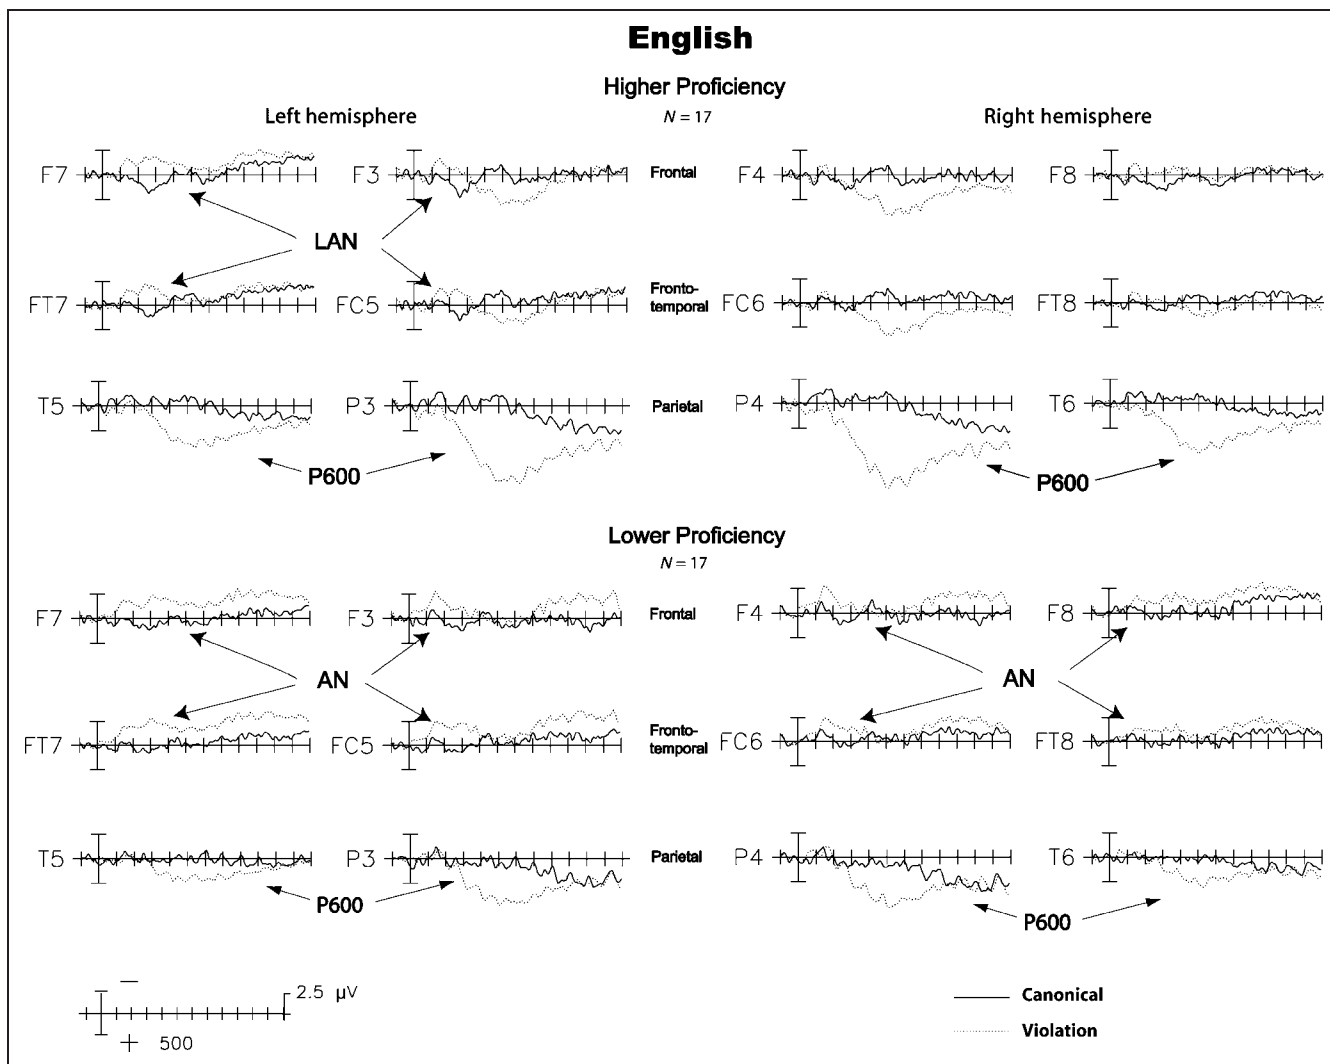 English
Higher Proficiency
Left hemisphere N = 17 Right hemisphere
F7 F3 Frontal F4 F8
LAN
FT7 FC5 Fronto-temporal FC6 FT8
T5 P3 Parietal P4 T6
P600 P600
Lower Proficiency
N = 17
F7 F3 Frontal F4 F8
AN AN
FT7 FC5 Fronto-temporal FC6 FT8
T5 P3 Parietal P4 T6
P600 P600
− 2.5 μV
+ 500
Canonical
Violation